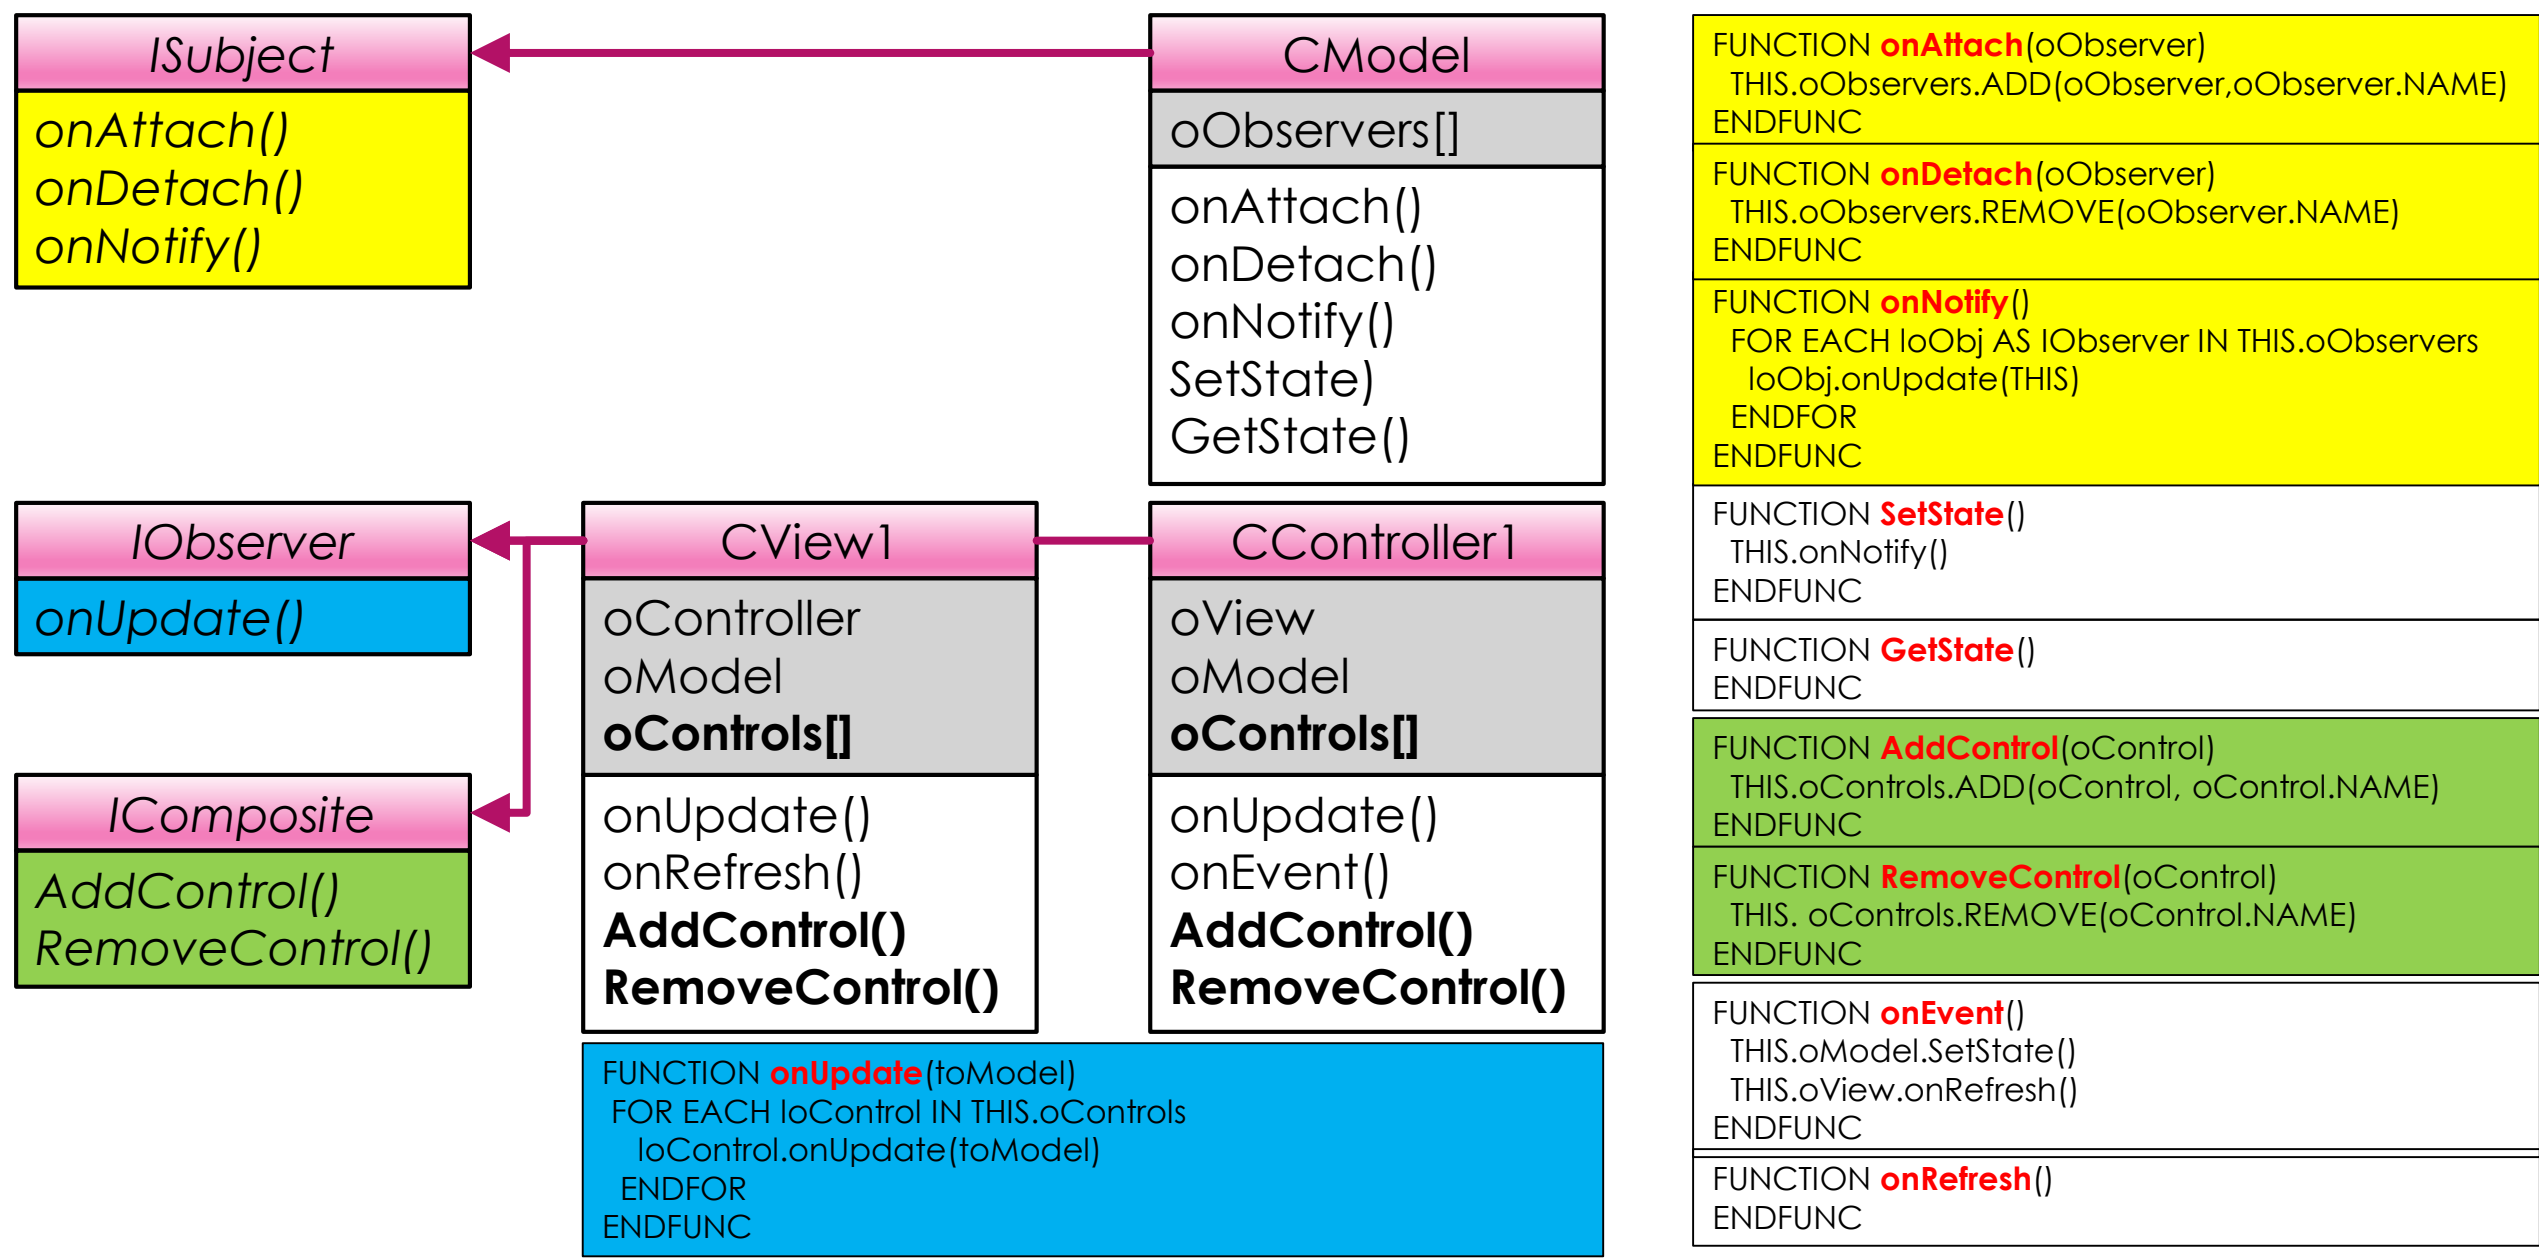 ISubject
onAttach()
onDetach()
onNotify()
CModel
oObservers[]
onAttach()
onDetach()
onNotify()
SetState)
GetState()
IObserver
onUpdate()
IComposite
AddControl()
RemoveControl()
CView1
oController
oModel
oControls[]
onUpdate()
onRefresh()
AddControl()
RemoveControl()
CController1
oView
oModel
oControls[]
onUpdate()
onEvent()
AddControl()
RemoveControl()
FUNCTION onUpdate(toModel)
FOR EACH loControl IN THIS.oControls
loControl.onUpdate(toModel)
ENDFOR
ENDFUNC
FUNCTION onAttach(oObserver)
THIS.oObservers.ADD(oObserver,oObserver.NAME)
ENDFUNC
FUNCTION onDetach(oObserver)
THIS.oObservers.REMOVE(oObserver.NAME)
ENDFUNC
FUNCTION onNotify()
FOR EACH loObj AS IObserver IN THIS.oObservers
loObj.onUpdate(THIS)
ENDFOR
ENDFUNC
FUNCTION SetState()
THIS.onNotify()
ENDFUNC
FUNCTION GetState()
ENDFUNC
FUNCTION AddControl(oControl)
THIS.oControls.ADD(oControl, oControl.NAME)
ENDFUNC
FUNCTION RemoveControl(oControl)
THIS. oControls.REMOVE(oControl.NAME)
ENDFUNC
FUNCTION onEvent()
THIS.oModel.SetState()
THIS.oView.onRefresh()
ENDFUNC
FUNCTION onRefresh()
ENDFUNC